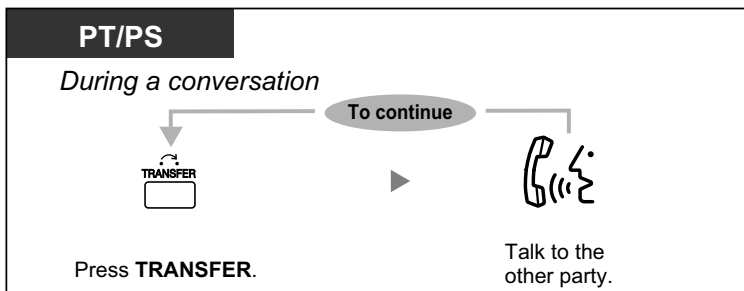 PT/PS
During a conversation
To continue
TRANSFER
Press TRANSFER.
Talk to the
other party.